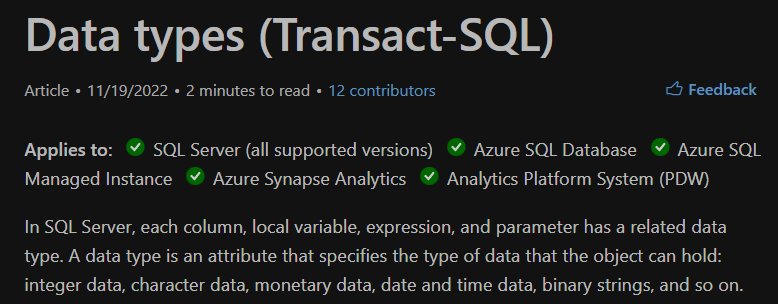 Data types (Transact-SQL)
Article • 11/19/2022 • 2 minutes to read • 12 contributors
Feedback
Applies to: SQL Server (all supported versions) Azure SQL Database Azure SQL
Managed Instance Azure Synapse Analytics Analytics Platform System (PDW)
In SQL Server, each column, local variable, expression, and parameter has a related data
type. A data type is an attribute that specifies the type of data that the object can hold:
integer data, character data, monetary data, date and time data, binary strings, and so on.